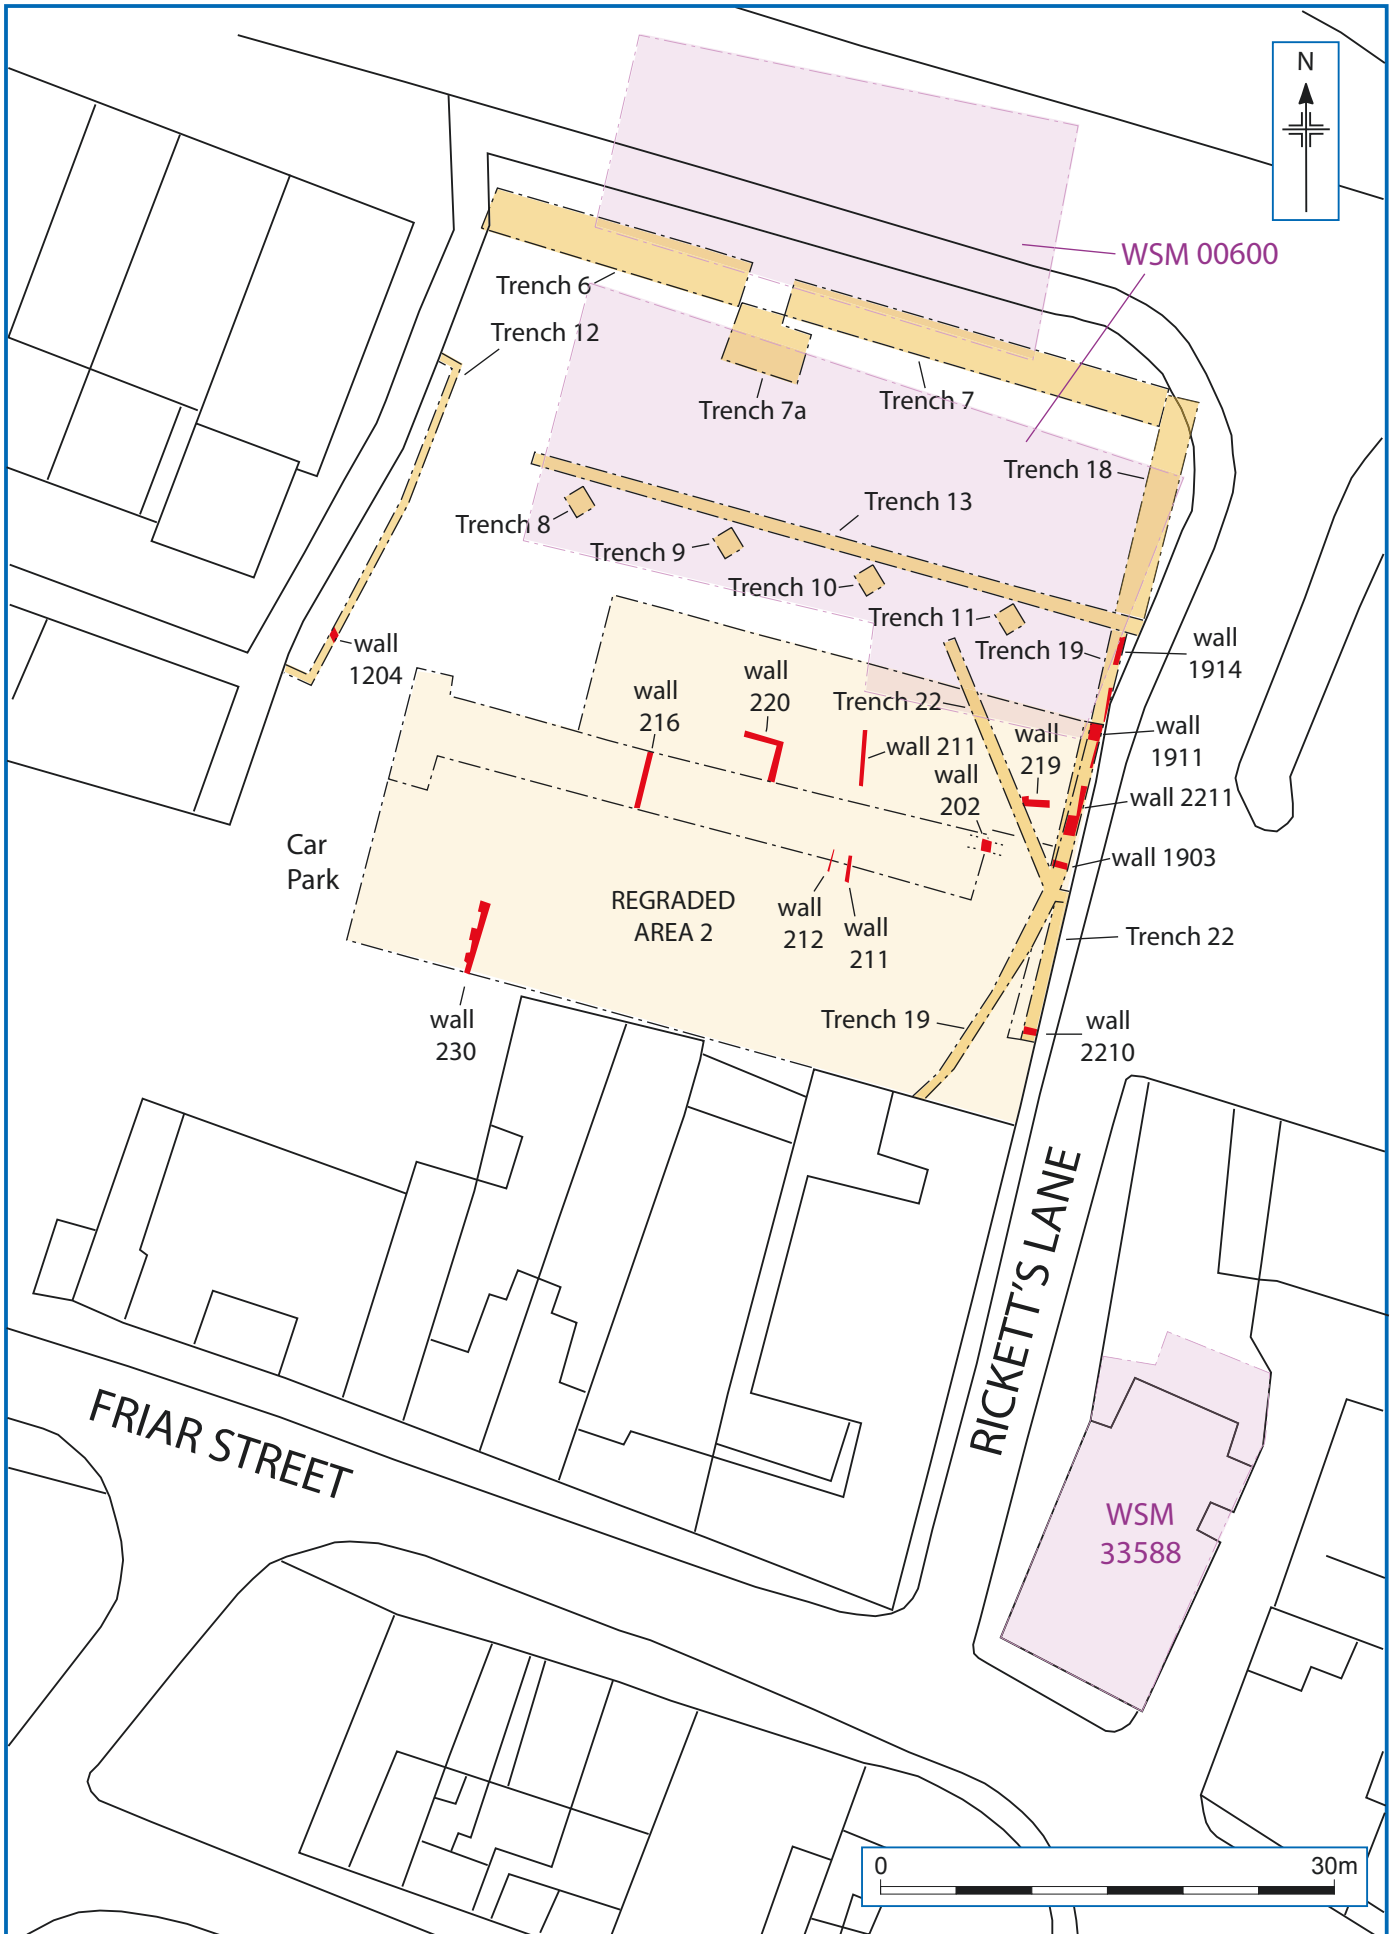 N
WSM 00600
Trench 6
Trench 12
Trench 7a
Trench 7
Trench 18
Trench 13
Trench 8
Trench 9
Trench 10
Trench 11
Trench 19
wall
1204
wall
1914
wall
216
wall
220
Trench 22
wall 211
wall
219
wall
1911
wall
202
wall 2211
wall 1903
Car
Park
REGRADED
AREA 2
wall
212
wall
211
Trench 22
Trench 19
wall
230
wall
2210
RICKETT'S LANE
FRIAR STREET
WSM
33588
0
30m